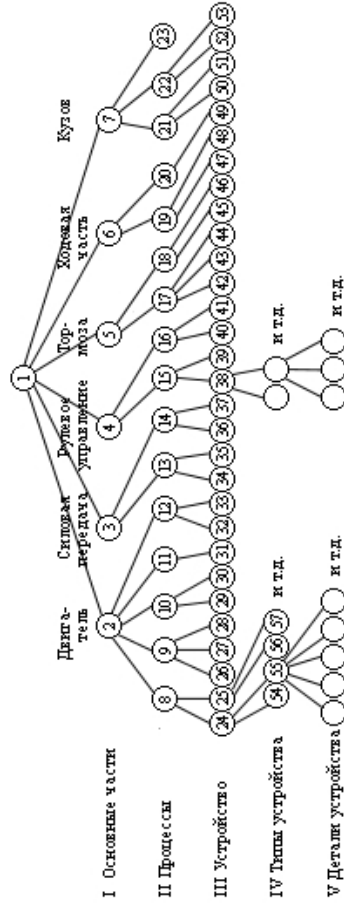 1
Двига-
тель
Силовая
передача
Рулевое
управление
Тор-
моза
Ходовая
часть
Кузов
I Основные части
2 3 4 5 6 7
II Процессы
8 9 10 11 12 13 14 15 16 17 18 19 20 21 22 23
III Устройство
24 25 26 27 28 29 30 31 32 33 34 35 36 37 38 39 40 41 42 43 44 45 46 47 48 49 50 51 52 53
IV Типы устройства
54 55 56 57 и т.д. и т.д.
V Детали устройства
и т.д.